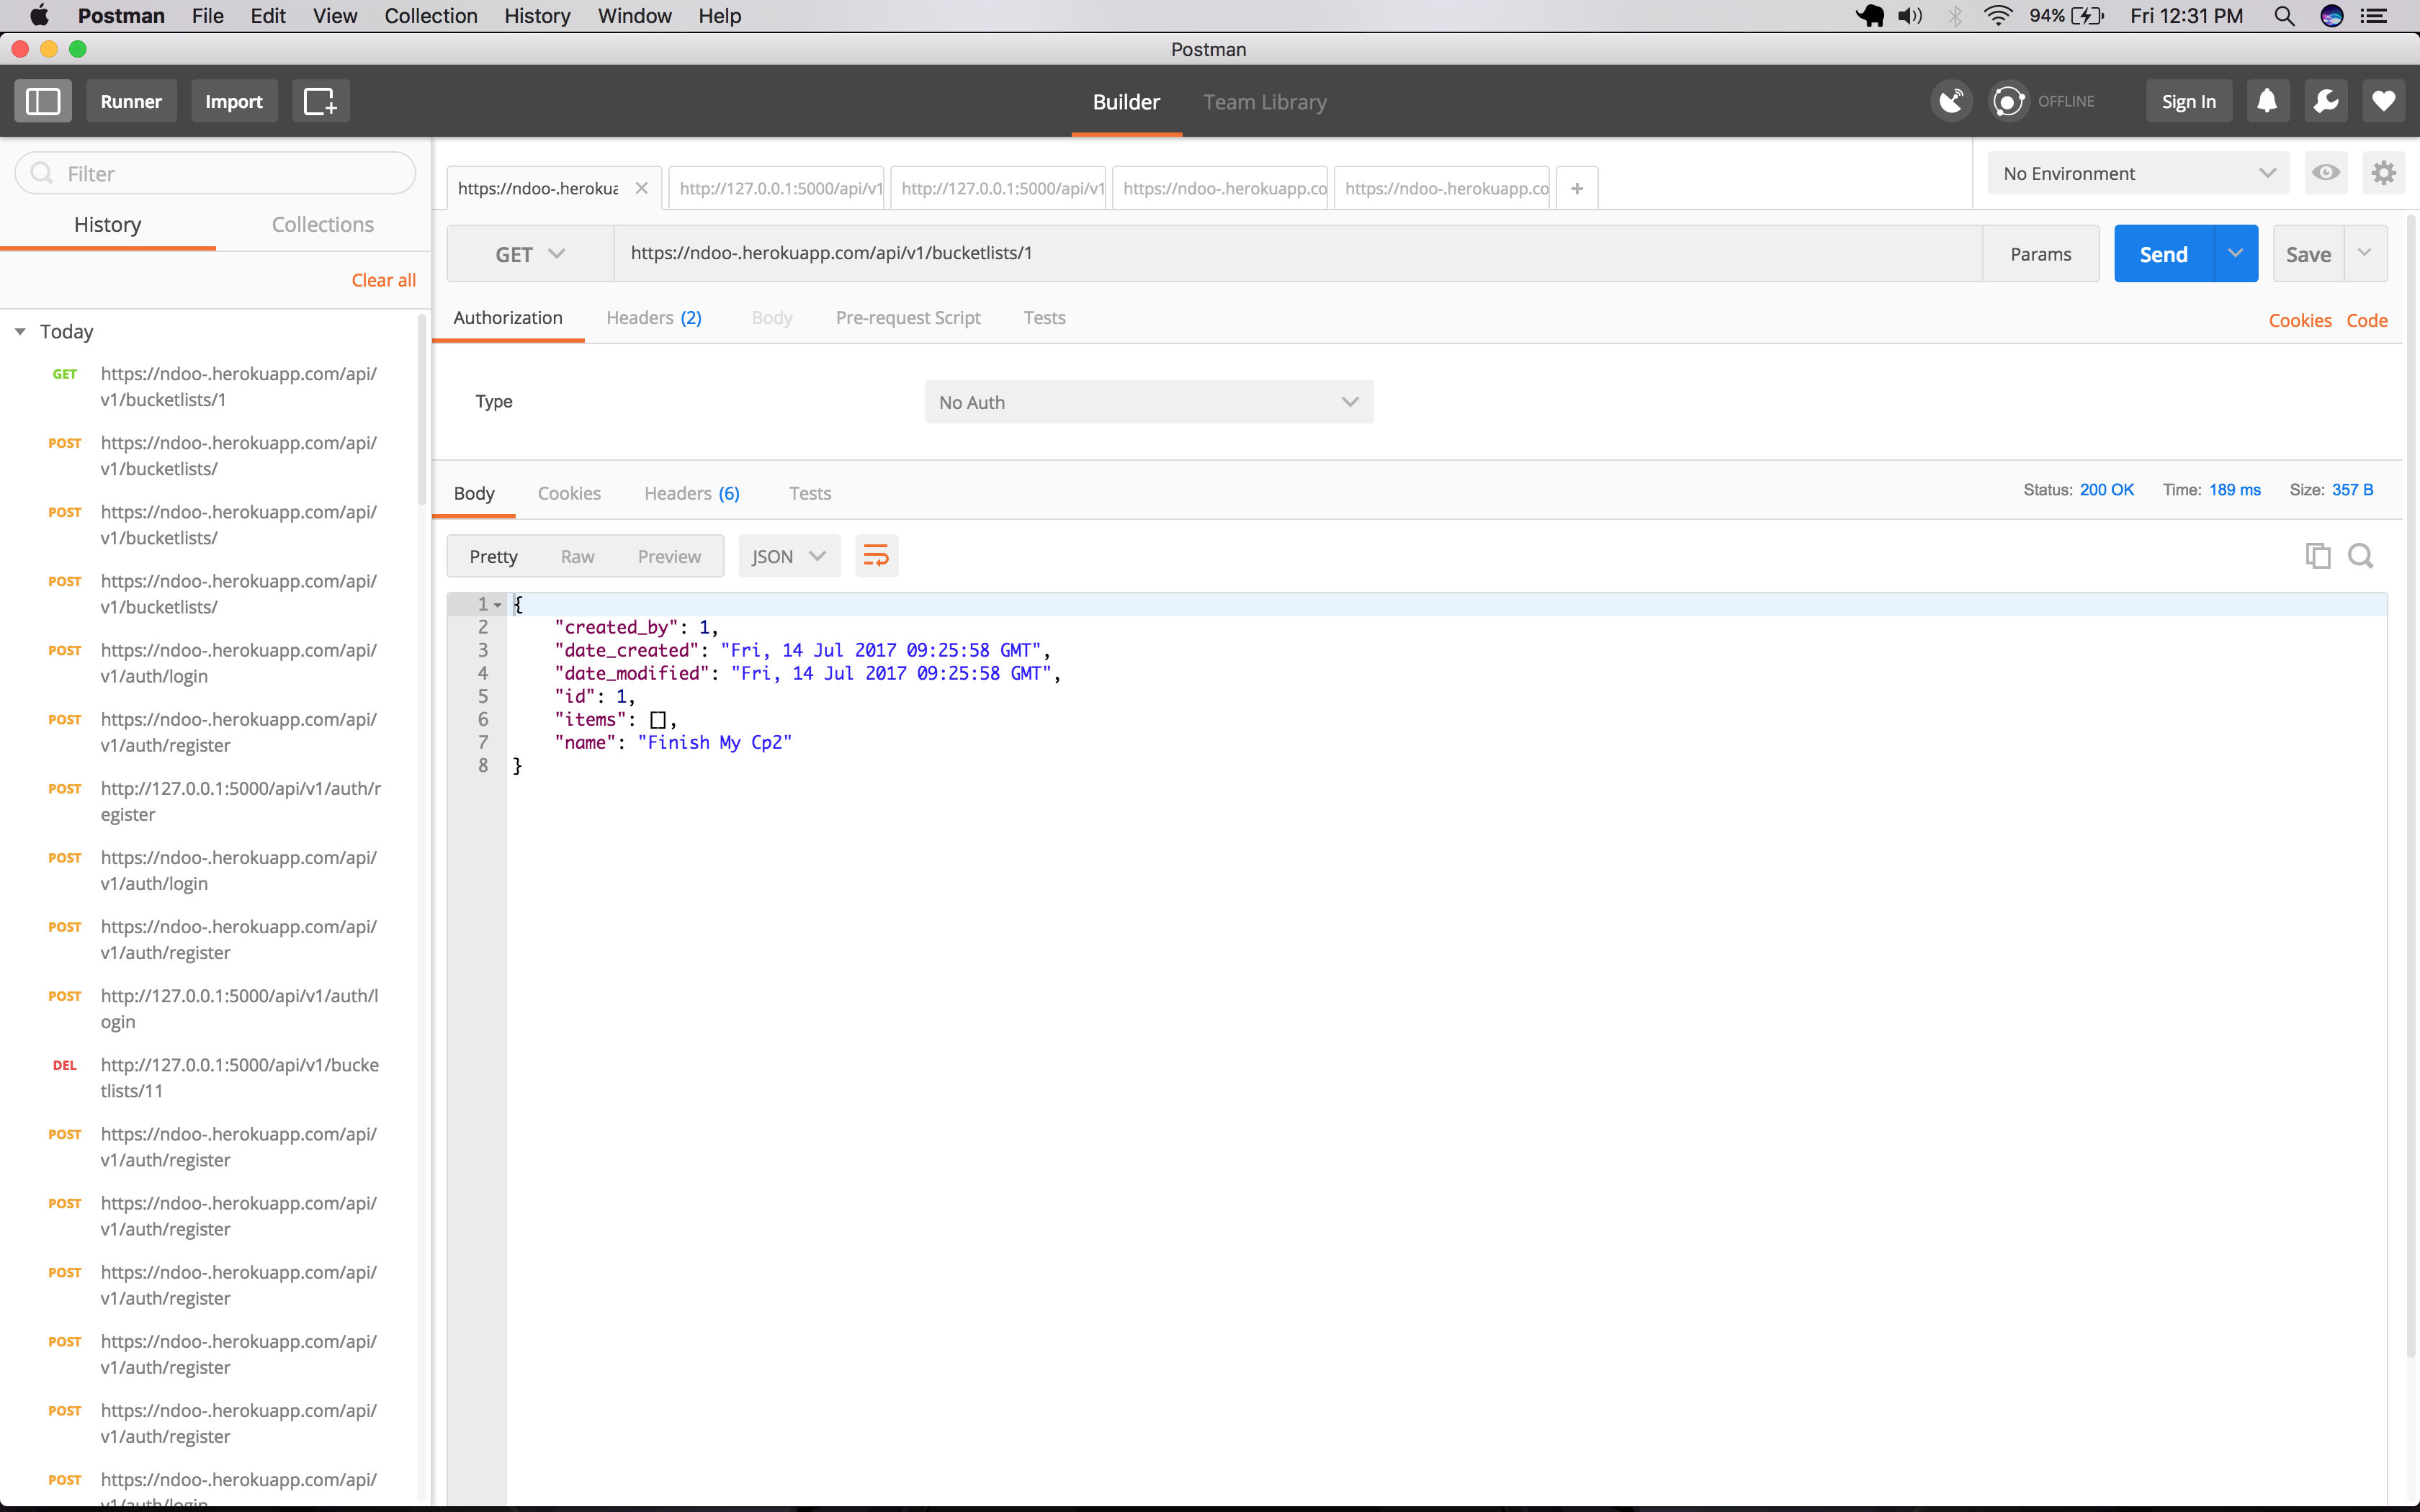 Postman File Edit View Collection History Window Help 94% Fri 12:31 PM
Postman
Runner Import Builder Team Library OFFLINE Sign In
Filter
History Collections
Clear all
Today
GET https://ndoo-.herokuapp.com/api/
v1/bucketlists/1
POST https://ndoo-.herokuapp.com/api/
v1/bucketlists/
POST https://ndoo-.herokuapp.com/api/
v1/bucketlists/
POST https://ndoo-.herokuapp.com/api/
v1/bucketlists/
POST https://ndoo-.herokuapp.com/api/
v1/auth/login
POST https://ndoo-.herokuapp.com/api/
v1/auth/register
POST http://127.0.0.1:5000/api/v1/auth/r
egister
POST https://ndoo-.herokuapp.com/api/
v1/auth/login
POST https://ndoo-.herokuapp.com/api/
v1/auth/register
POST http://127.0.0.1:5000/api/v1/auth/l
ogin
DEL http://127.0.0.1:5000/api/v1/bucke
tlists/11
POST https://ndoo-.herokuapp.com/api/
v1/auth/register
POST https://ndoo-.herokuapp.com/api/
v1/auth/register
POST https://ndoo-.herokuapp.com/api/
v1/auth/register
POST https://ndoo-.herokuapp.com/api/
v1/auth/register
POST https://ndoo-.herokuapp.com/api/
v1/auth/register
POST https://ndoo-.herokuapp.com/api/
v1/auth/login
https://ndoo-.herokua http://127.0.0.1:5000/api/v1 http://127.0.0.1:5000/api/v1 https://ndoo-.herokuapp.co https://ndoo-.herokuapp.co + No Environment
GET https://ndoo-.herokuapp.com/api/v1/bucketlists/1 Params Send Save
Authorization Headers (2) Body Pre-request Script Tests Cookies Code
Type No Auth
Body Cookies Headers (6) Tests Status: 200 OK Time: 189 ms Size: 357 B
Pretty Raw Preview JSON
1 {
2 "created_by": 1,
3 "date_created": "Fri, 14 Jul 2017 09:25:58 GMT",
4 "date_modified": "Fri, 14 Jul 2017 09:25:58 GMT",
5 "id": 1,
6 "items": [],
7 "name": "Finish My Cp2"
8 }